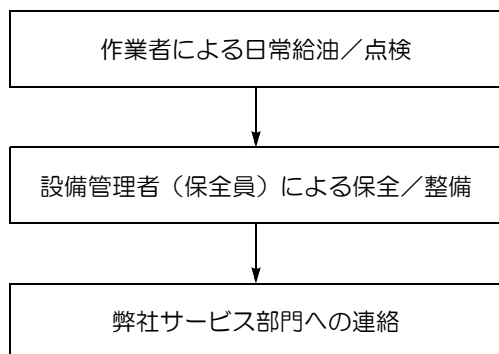 作業者による日常給油／点検
設備管理者（保全員）による保全／整備
弊社サービス部門への連絡